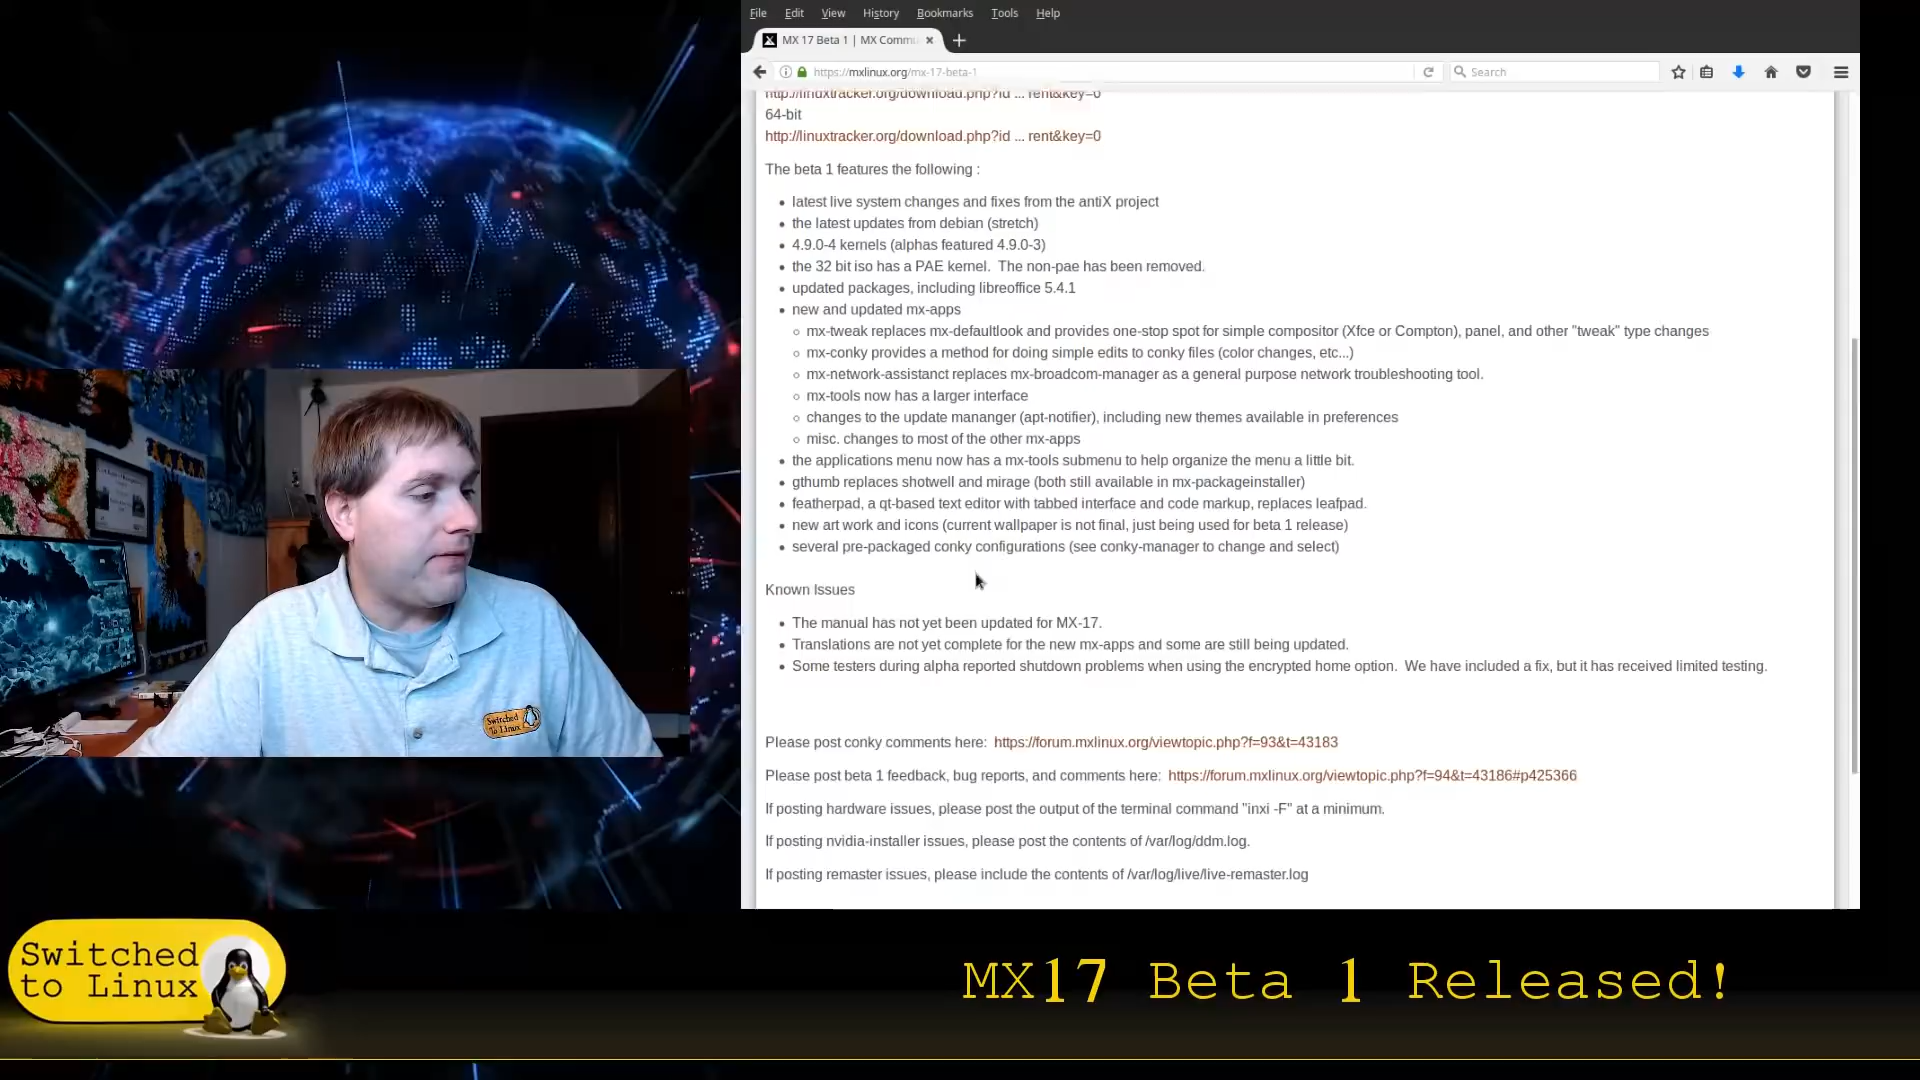 File Edit View History Bookmarks Tools Help
MX 17 Beta 1 | MX Commu
https://mxlinux.org/mx-17-beta-1
Search
http://linuxtracker.org/download.php?id ... rent&key=0
64-bit
http://linuxtracker.org/download.php?id ... rent&key=0
The beta 1 features the following :
latest live system changes and fixes from the antiX project
the latest updates from debian (stretch)
4.9.0-4 kernels (alphas featured 4.9.0-3)
the 32 bit iso has a PAE kernel.  The non-pae has been removed.
updated packages, including libreoffice 5.4.1
new and updated mx-apps
mx-tweak replaces mx-defaultlook and provides one-stop spot for simple compositor (Xfce or Compton), panel, and other "tweak" type changes
mx-conky provides a method for doing simple edits to conky files (color changes, etc...)
mx-network-assistanct replaces mx-broadcom-manager as a general purpose network troubleshooting tool.
mx-tools now has a larger interface
changes to the update mananger (apt-notifier), including new themes available in preferences
misc. changes to most of the other mx-apps
the applications menu now has a mx-tools submenu to help organize the menu a little bit.
gthumb replaces shotwell and mirage (both still available in mx-packageinstaller)
featherpad, a qt-based text editor with tabbed interface and code markup, replaces leafpad.
new art work and icons (current wallpaper is not final, just being used for beta 1 release)
several pre-packaged conky configurations (see conky-manager to change and select)
Known Issues
The manual has not yet been updated for MX-17.
Translations are not yet complete for the new mx-apps and some are still being updated.
Some testers during alpha reported shutdown problems when using the encrypted home option.  We have included a fix, but it has received limited testing.
Please post conky comments here:  https://forum.mxlinux.org/viewtopic.php?f=93&t=43183
Please post beta 1 feedback, bug reports, and comments here:  https://forum.mxlinux.org/viewtopic.php?f=94&t=43186#p425366
If posting hardware issues, please post the output of the terminal command "inxi -F" at a minimum.
If posting nvidia-installer issues, please post the contents of /var/log/ddm.log.
If posting remaster issues, please include the contents of /var/log/live/live-remaster.log
Switched
to Linux
Switched
to Linux
MX17 Beta 1 Released!